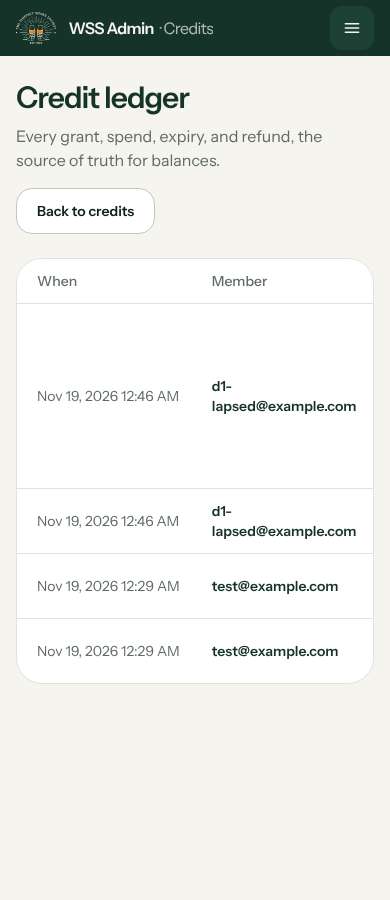 WSS Admin · Credits
Credit ledger
Every grant, spend, expiry, and refund, the
source of truth for balances.
Back to credits
When Member
Nov 19, 2026 12:46 AM d1-
lapsed@example.com
Nov 19, 2026 12:46 AM d1-
lapsed@example.com
Nov 19, 2026 12:29 AM test@example.com
Nov 19, 2026 12:29 AM test@example.com